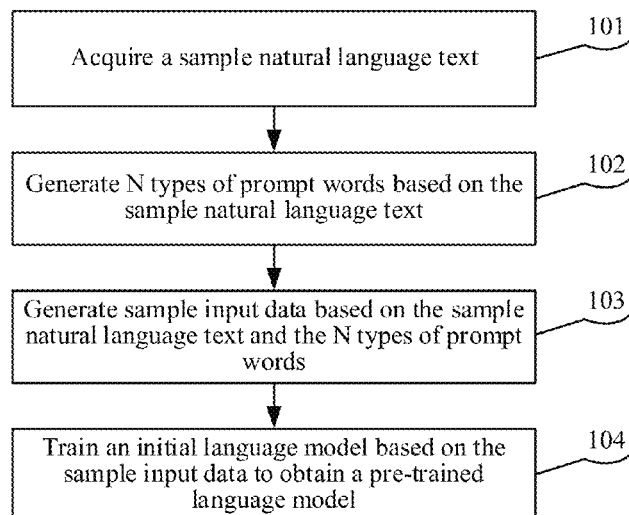 101
Acquire a sample natural language text
102
Generate N types of prompt words based on the
sample natural language text
103
Generate sample input data based on the sample
natural language text and the N types of prompt
words
104
Train an initial language model based on the
sample input data to obtain a pre-trained
language model